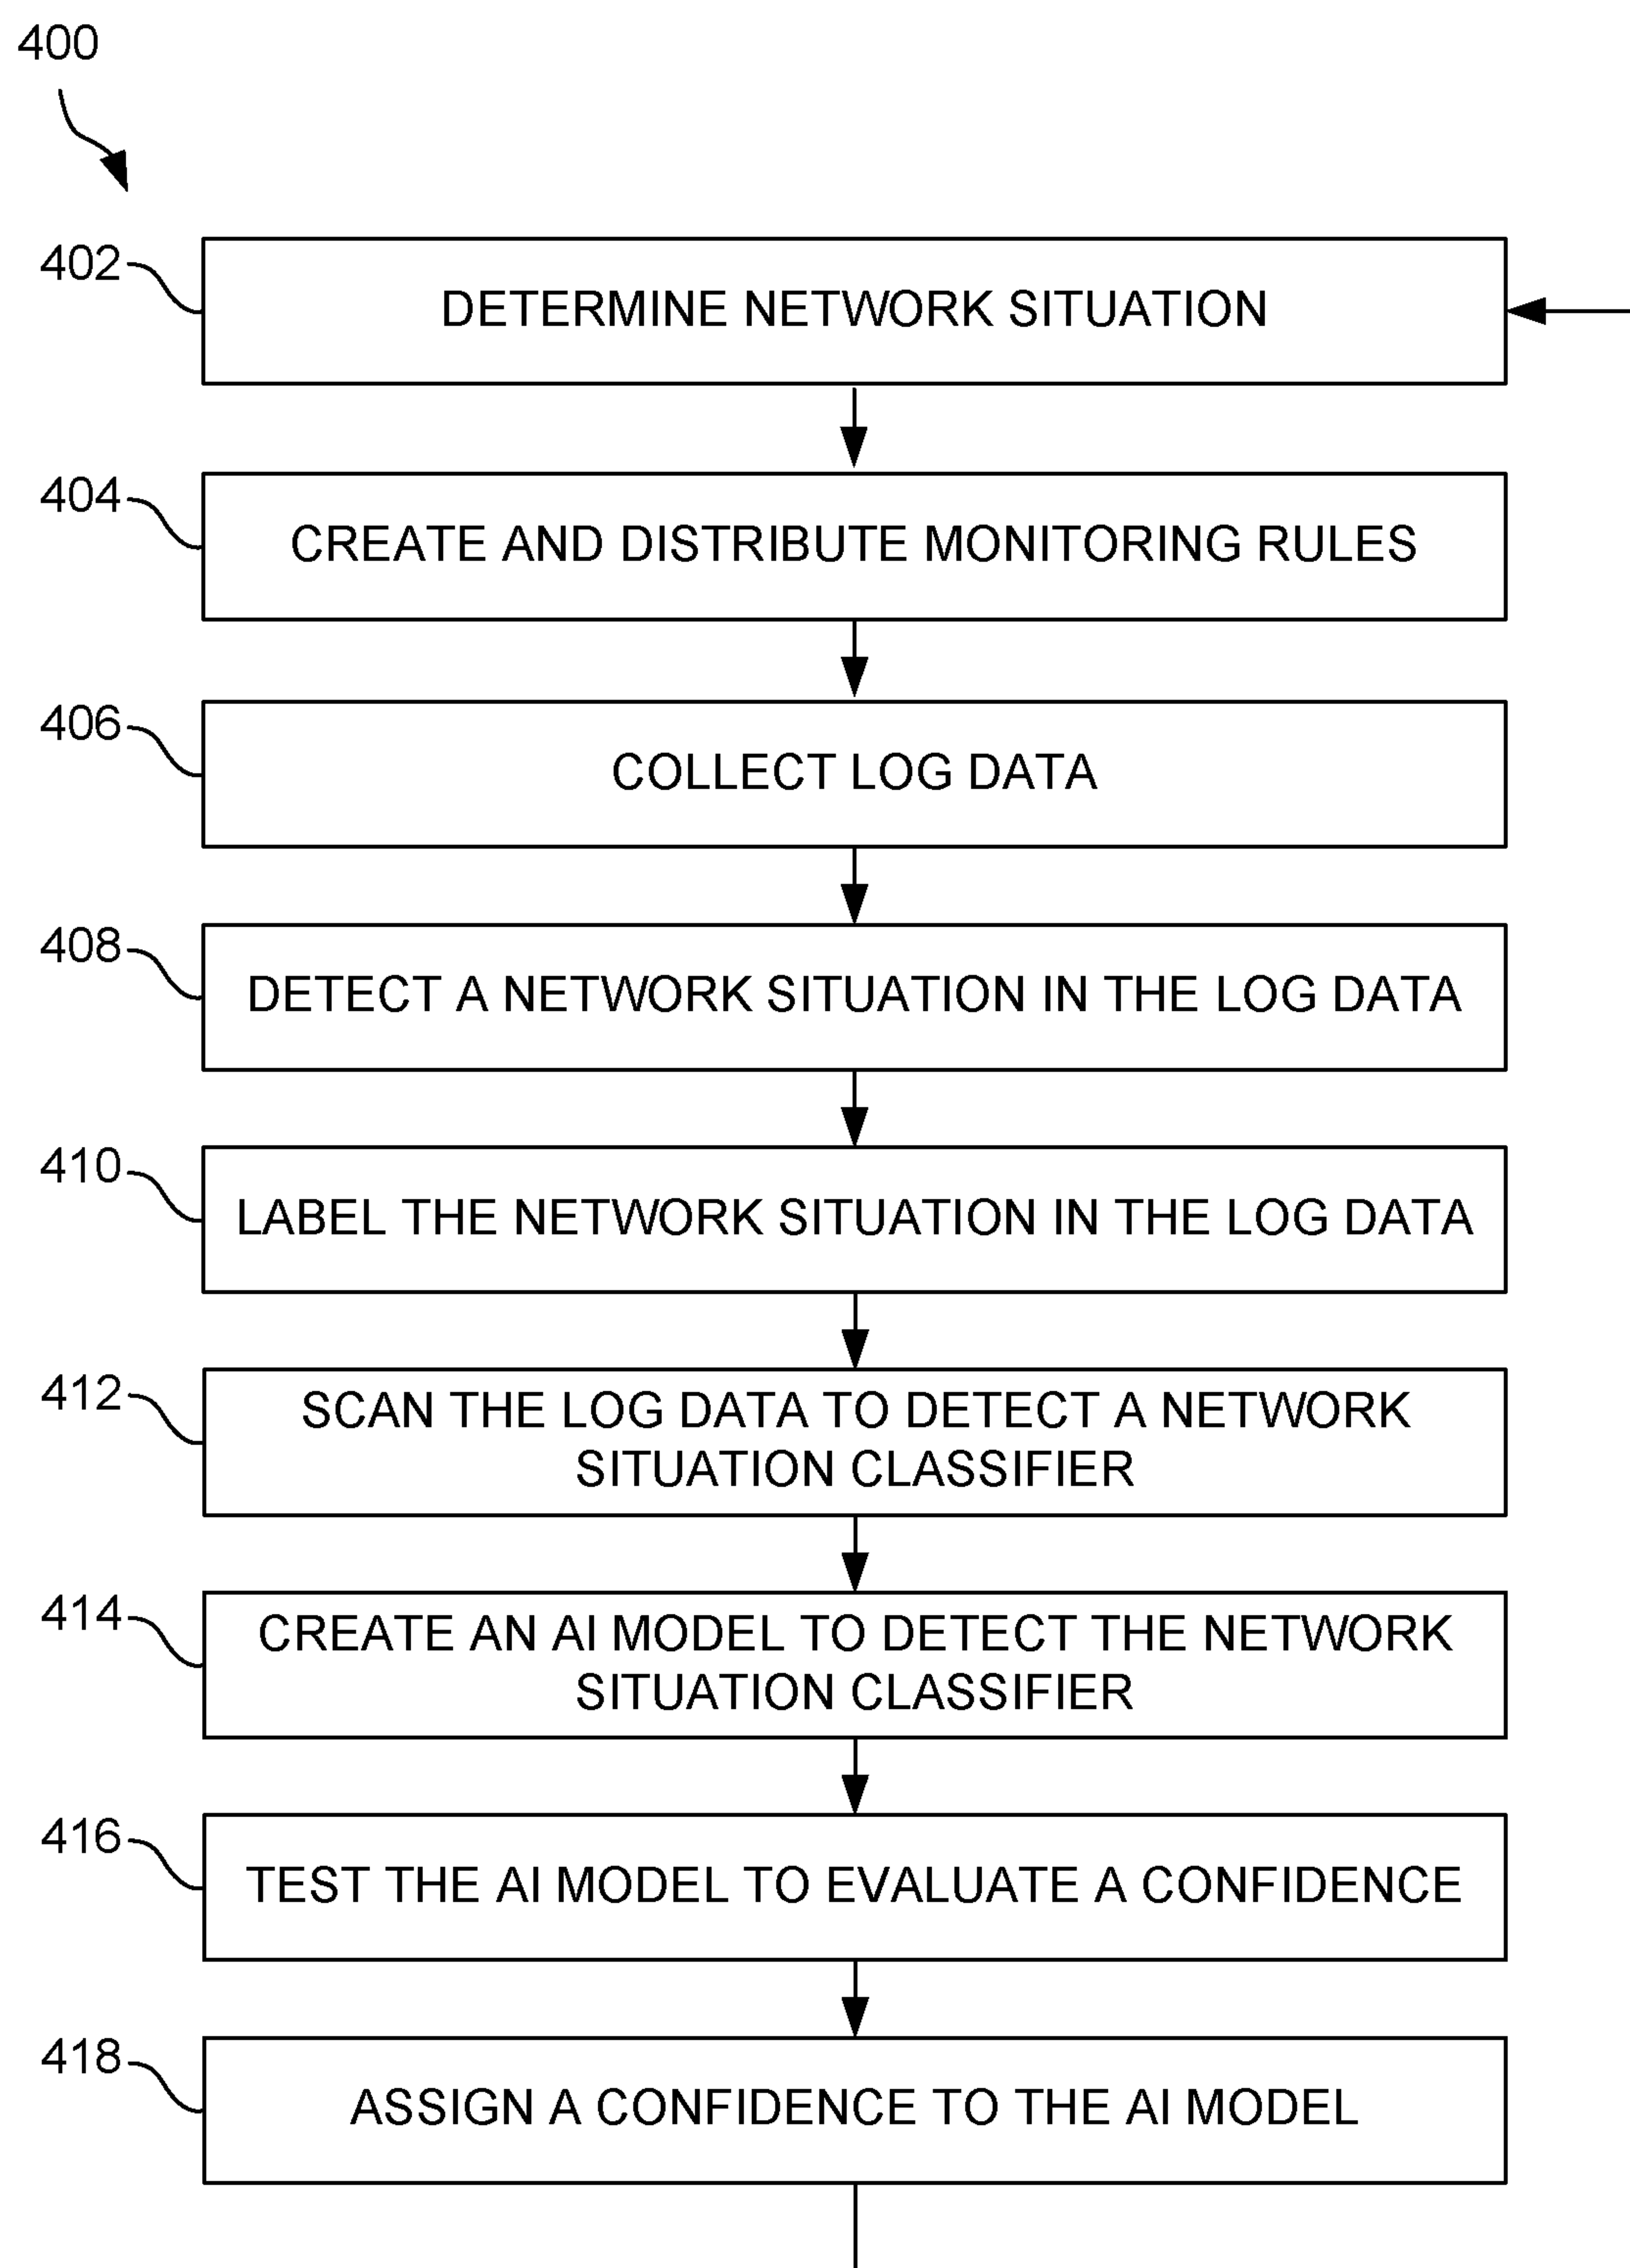 400
402
DETERMINE NETWORK SITUATION
404
CREATE AND DISTRIBUTE MONITORING RULES
406
COLLECT LOG DATA
408
DETECT A NETWORK SITUATION IN THE LOG DATA
410
LABEL THE NETWORK SITUATION IN THE LOG DATA
412
SCAN THE LOG DATA TO DETECT A NETWORK
SITUATION CLASSIFIER
414
CREATE AN AI MODEL TO DETECT THE NETWORK
SITUATION CLASSIFIER
416
TEST THE AI MODEL TO EVALUATE A CONFIDENCE
418
ASSIGN A CONFIDENCE TO THE AI MODEL